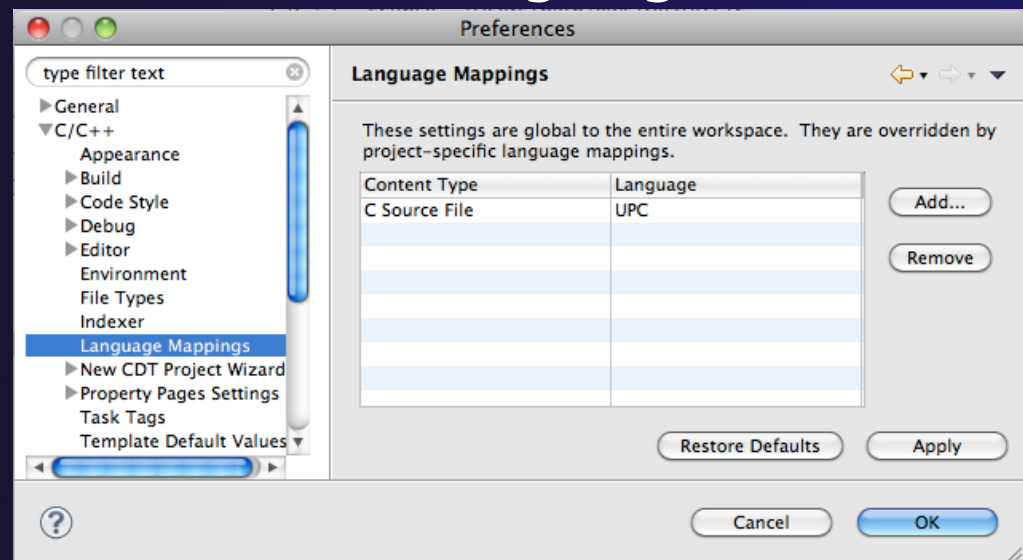 Preferences
type filter text
General
C/C++
Appearance
Build
Code Style
Debug
Editor
Environment
File Types
Indexer
Language Mappings
New CDT Project Wizard
Property Pages Settings
Task Tags
Template Default Values
Language Mappings
These settings are global to the entire workspace. They are overridden by
project-specific language mappings.
Content Type Language
C Source File UPC
Add...
Remove
Restore Defaults Apply
? Cancel OK